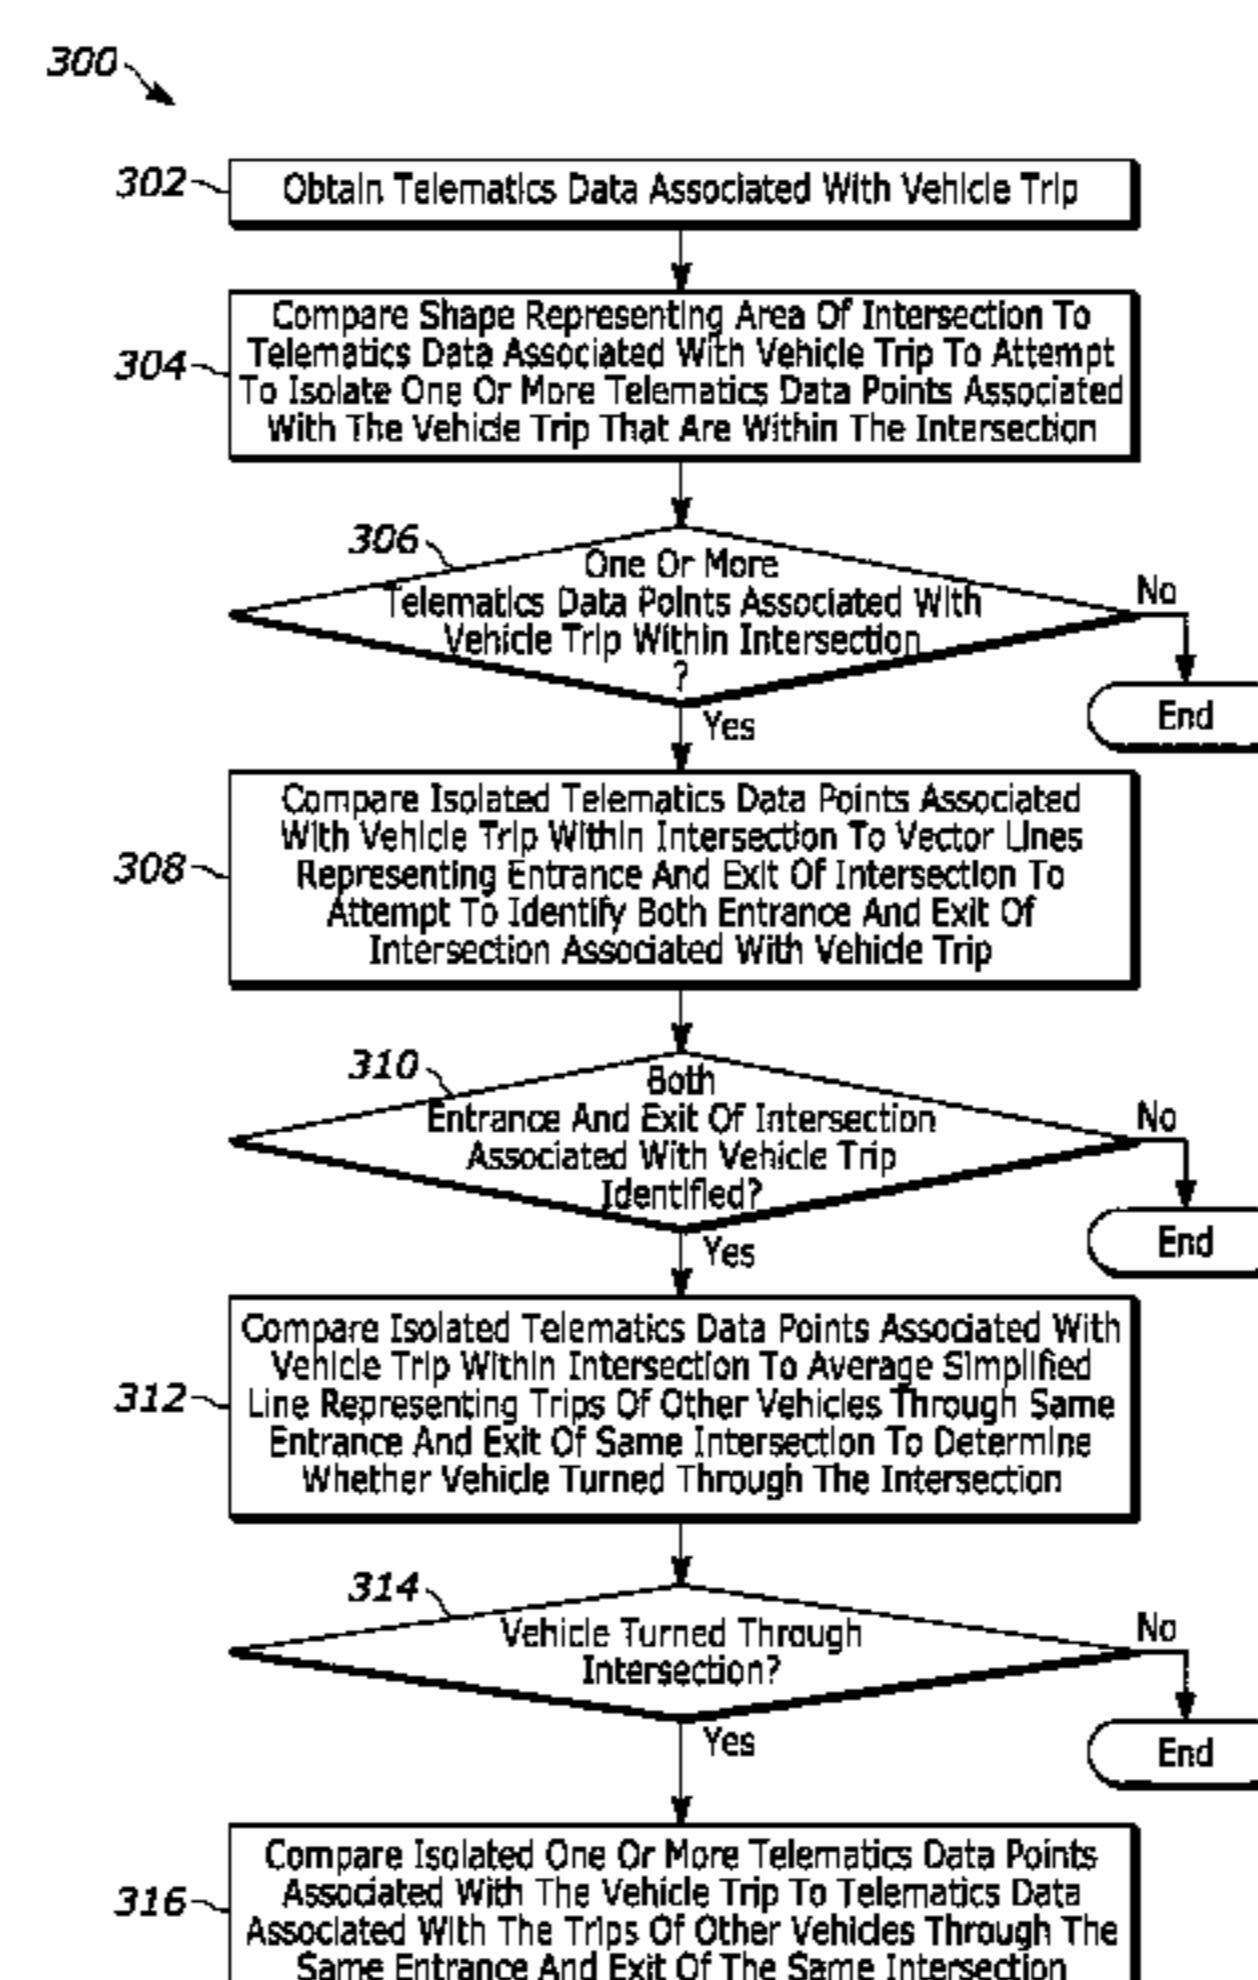 300
302
Obtain Telematics Data Associated With Vehicle Trip
304
Compare Shape Representing Area Of Intersection To
Telematics Data Associated With Vehicle Trip To Attempt
To Isolate One Or More Telematics Data Points Associated
With The Vehicle Trip That Are Within The Intersection
306
One Or More
Telematics Data Points Associated With
Vehicle Trip Within Intersection
?
No
End
Yes
308
Compare Isolated Telematics Data Points Associated
With Vehicle Trip Within Intersection To Vector Lines
Representing Entrance And Exit Of Intersection To
Attempt To Identify Both Entrance And Exit Of
Intersection Associated With Vehicle Trip
310
Both
Entrance And Exit Of Intersection
Associated With Vehicle Trip
Identified?
No
End
Yes
312
Compare Isolated Telematics Data Points Associated With
Vehicle Trip Within Intersection To Average Simplified
Line Representing Trips Of Other Vehicles Through Same
Entrance And Exit Of Same Intersection To Determine
Whether Vehicle Turned Through The Intersection
314
Vehicle Turned Through
Intersection?
No
End
Yes
316
Compare Isolated One Or More Telematics Data Points
Associated With The Vehicle Trip To Telematics Data
Associated With The Trips Of Other Vehicles Through The
Same Entrance And Exit Of The Same Intersection